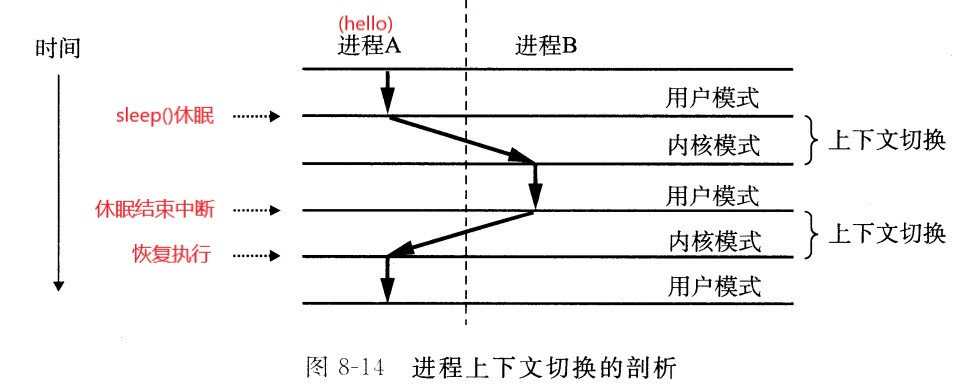 (hello)
时间
进程A
进程B
用户模式
sleep()休眠
内核模式
上下文切换
用户模式
休眠结束中断
内核模式
上下文切换
恢复执行
用户模式
图 8-14 进程上下文切换的剖析